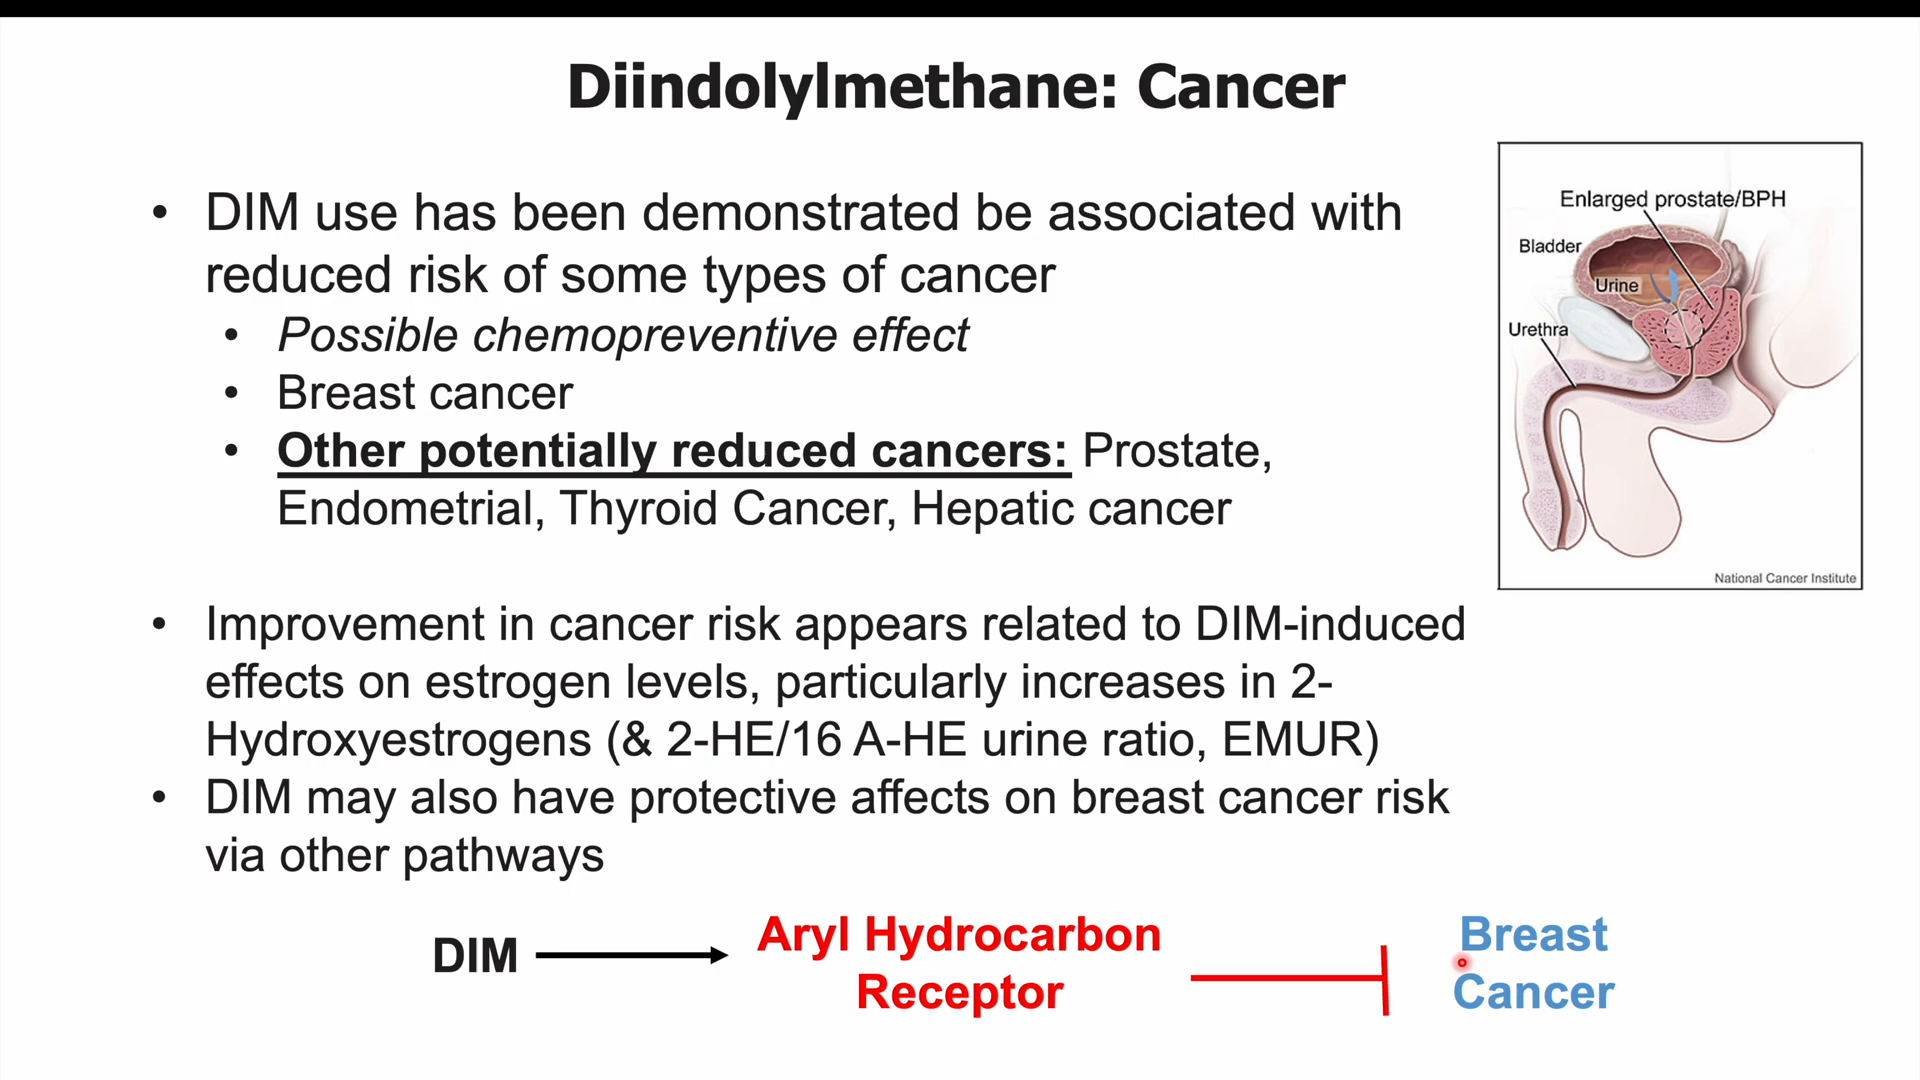 Diindolylmethane: Cancer
• DIM use has been demonstrated be associated with
reduced risk of some types of cancer
• Possible chemopreventive effect
• Breast cancer
• Other potentially reduced cancers: Prostate,
Endometrial, Thyroid Cancer, Hepatic cancer
• Improvement in cancer risk appears related to DIM-induced
effects on estrogen levels, particularly increases in 2-
Hydroxyestrogens (& 2-HE/16 A-HE urine ratio, EMUR)
• DIM may also have protective affects on breast cancer risk
via other pathways
Enlarged prostate/BPH
Bladder
Urine
Urethra
National Cancer Institute
DIM
Aryl Hydrocarbon
Receptor
Breast
Cancer